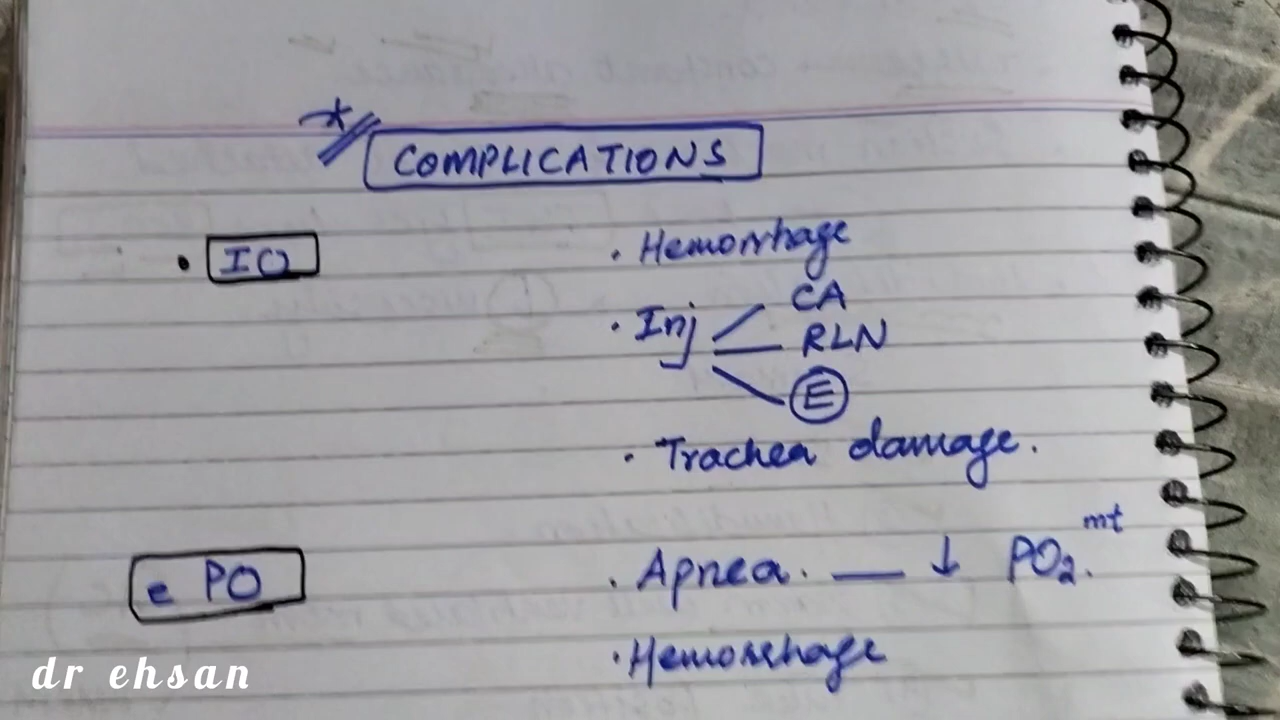 COMPLICATIONS
• IO
· Hemorrhage
· Inj
CA
RLN
E
· Trachea damage.
e PO
· Apnea. — ↓ PO₂. mt
· Hemorrhage
dr ehsan